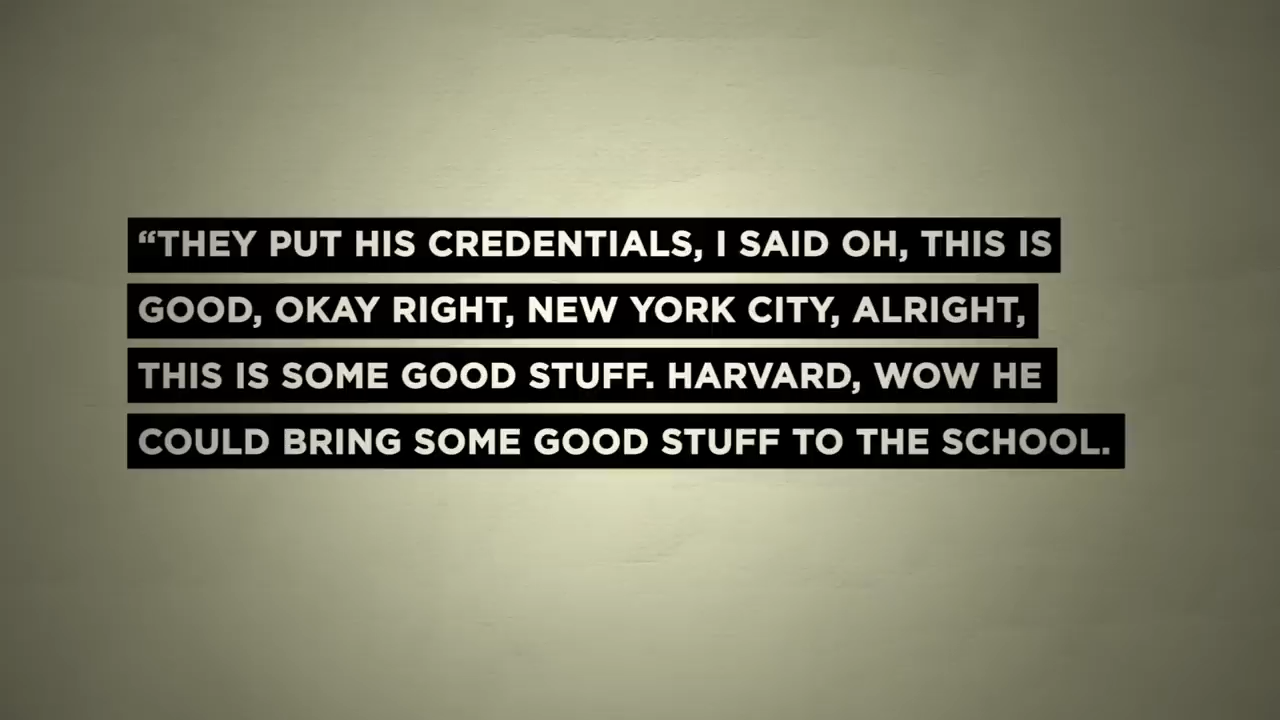 “THEY PUT HIS CREDENTIALS, I SAID OH, THIS IS
GOOD, OKAY RIGHT, NEW YORK CITY, ALRIGHT,
THIS IS SOME GOOD STUFF. HARVARD, WOW HE
COULD BRING SOME GOOD STUFF TO THE SCHOOL.